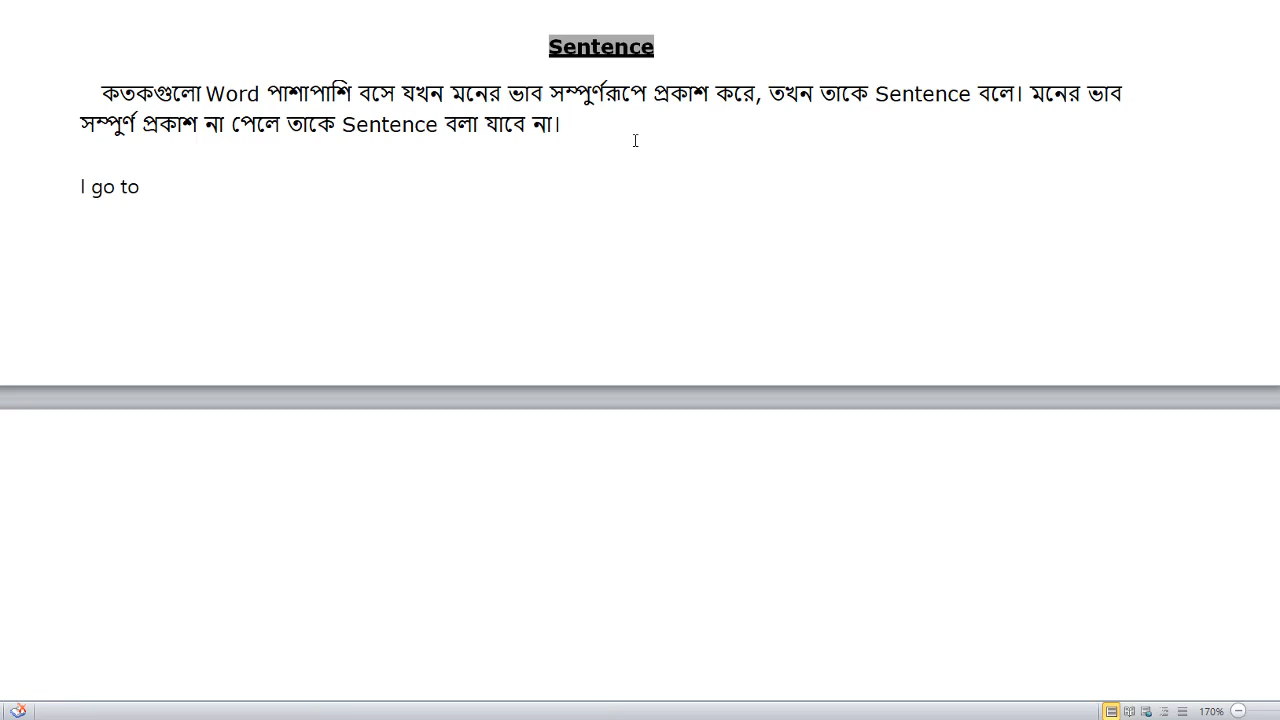 Sentence
কতকগুলো Word পাশাপাশি বসে যখন মনের ভাব সম্পুর্ণরূপে প্রকাশ করে, তখন তাকে Sentence বলে। মনের ভাব
সম্পুর্ণ প্রকাশ না পেলে তাকে Sentence বলা যাবে না।
I go to
170%